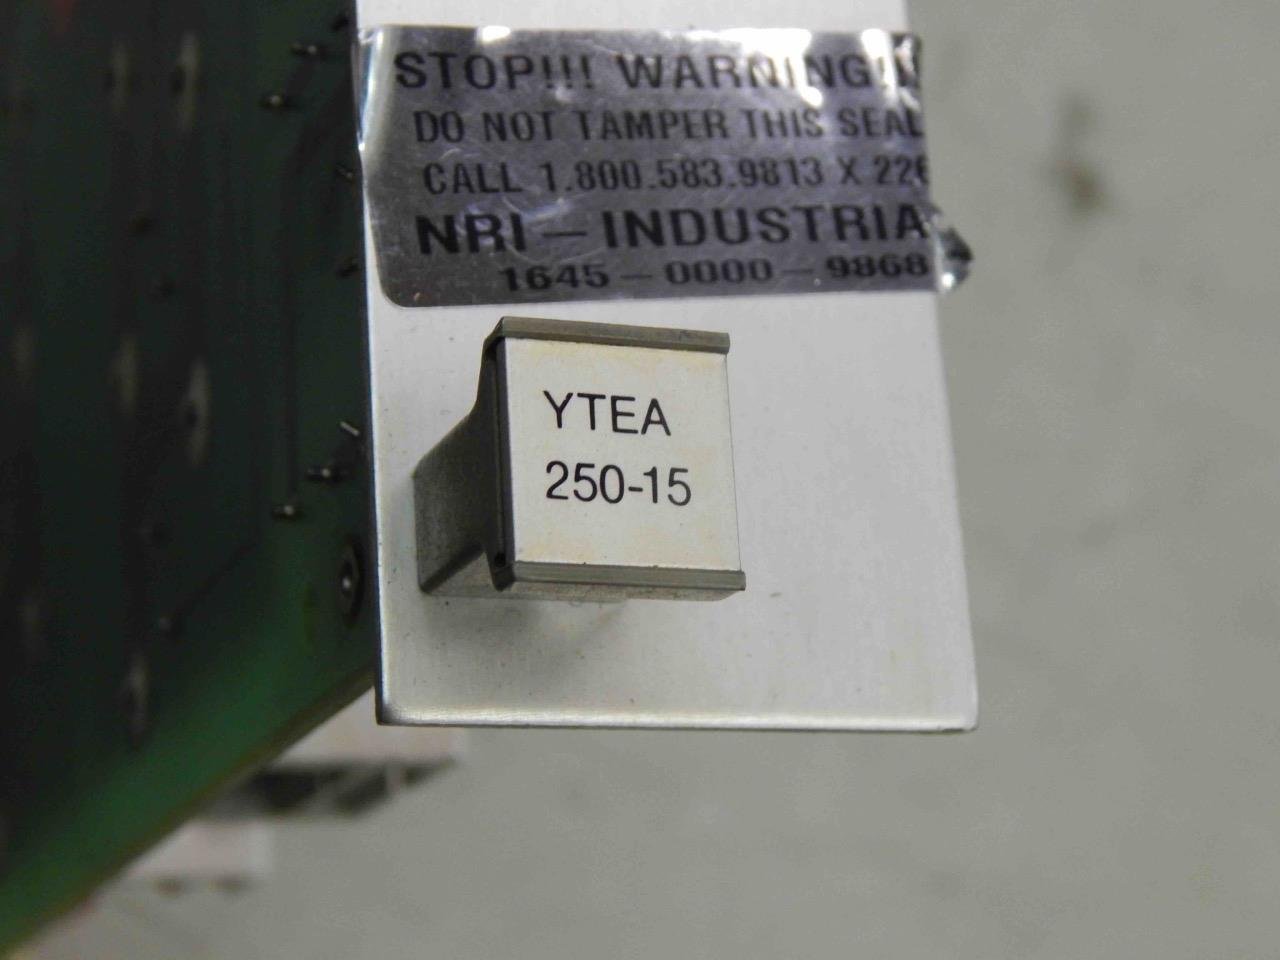 STOP!!! WARNING!!!
DO NOT TAMPER THIS SEAL
CALL 1.800.583.9813 X 226
NRI – INDUSTRIA
1645 – 0000 – 9868
YTEA
250-15